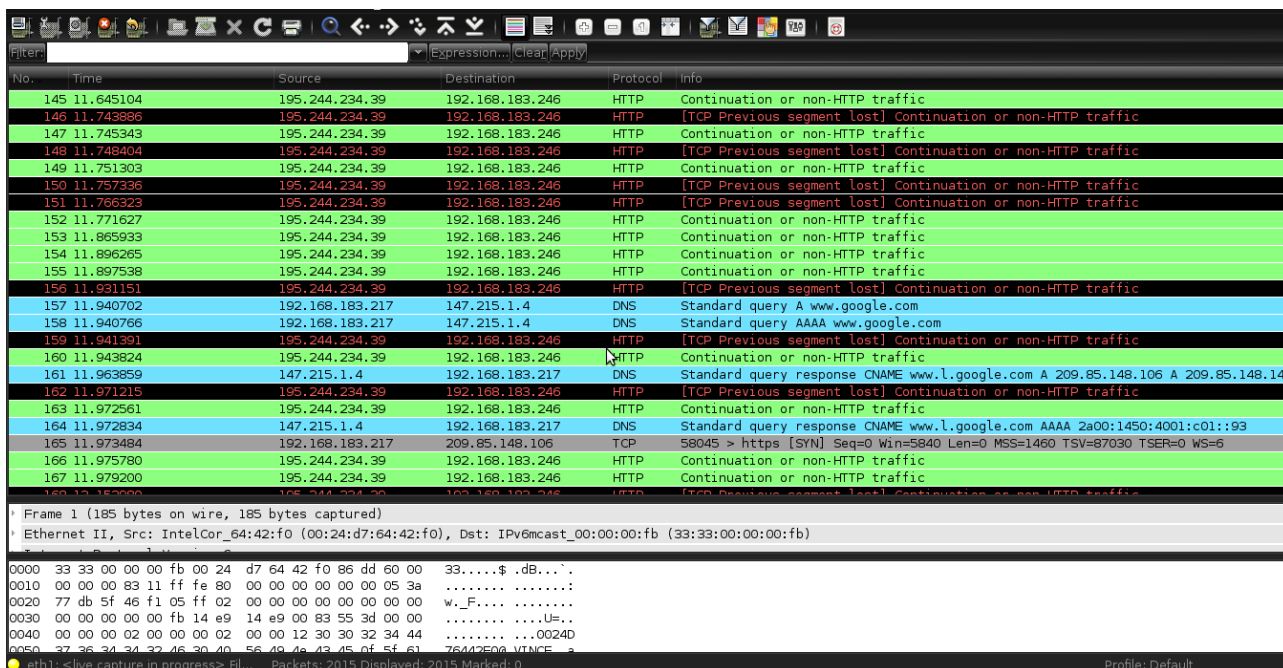 Filter: Expression... Clear Apply
No. Time Source Destination Protocol Info
145 11.645104 195.244.234.39 192.168.183.246 HTTP Continuation or non-HTTP traffic
146 11.743886 195.244.234.39 192.168.183.246 HTTP [TCP Previous segment lost] Continuation or non-HTTP traffic
147 11.745343 195.244.234.39 192.168.183.246 HTTP Continuation or non-HTTP traffic
148 11.748404 195.244.234.39 192.168.183.246 HTTP [TCP Previous segment lost] Continuation or non-HTTP traffic
149 11.751303 195.244.234.39 192.168.183.246 HTTP Continuation or non-HTTP traffic
150 11.757336 195.244.234.39 192.168.183.246 HTTP [TCP Previous segment lost] Continuation or non-HTTP traffic
151 11.766323 195.244.234.39 192.168.183.246 HTTP [TCP Previous segment lost] Continuation or non-HTTP traffic
152 11.771627 195.244.234.39 192.168.183.246 HTTP Continuation or non-HTTP traffic
153 11.865933 195.244.234.39 192.168.183.246 HTTP Continuation or non-HTTP traffic
154 11.896265 195.244.234.39 192.168.183.246 HTTP Continuation or non-HTTP traffic
155 11.897538 195.244.234.39 192.168.183.246 HTTP Continuation or non-HTTP traffic
156 11.931151 195.244.234.39 192.168.183.246 HTTP [TCP Previous segment lost] Continuation or non-HTTP traffic
157 11.940702 192.168.183.217 147.215.1.4 DNS Standard query A www.google.com
158 11.940766 192.168.183.217 147.215.1.4 DNS Standard query AAAA www.google.com
159 11.941391 195.244.234.39 192.168.183.246 HTTP [TCP Previous segment lost] Continuation or non-HTTP traffic
160 11.943824 195.244.234.39 192.168.183.246 HTTP Continuation or non-HTTP traffic
161 11.963859 147.215.1.4 192.168.183.217 DNS Standard query response CNAME www.l.google.com A 209.85.148.106 A 209.85.148.14
162 11.971215 195.244.234.39 192.168.183.246 HTTP [TCP Previous segment lost] Continuation or non-HTTP traffic
163 11.972561 195.244.234.39 192.168.183.246 HTTP Continuation or non-HTTP traffic
164 11.972834 147.215.1.4 192.168.183.217 DNS Standard query response CNAME www.l.google.com AAAA 2a00:1450:4001:c01::93
165 11.973484 192.168.183.217 209.85.148.106 TCP 58045 > https [SYN] Seq=0 Win=5840 Len=0 MSS=1460 TSV=87030 TSER=0 WS=6
166 11.975780 195.244.234.39 192.168.183.246 HTTP Continuation or non-HTTP traffic
167 11.979200 195.244.234.39 192.168.183.246 HTTP Continuation or non-HTTP traffic
Frame 1 (185 bytes on wire, 185 bytes captured)
Ethernet II, Src: IntelCor_64:42:f0 (00:24:d7:64:42:f0), Dst: IPv6mcast_00:00:00:fb (33:33:00:00:00:fb)
0000 33 33 00 00 00 fb 00 24 d7 64 42 f0 86 dd 60 00 33.....$ .dB...`.
0010 00 00 00 83 11 ff fe 80 00 00 00 00 00 00 05 3a ........ .......:
0020 77 db 5f 46 f1 05 ff 02 00 00 00 00 00 00 00 00 w._F.... ........
0030 00 00 00 00 00 fb 14 e9 14 e9 00 83 55 3d 00 00 ........ ....U=..
0040 00 00 00 02 00 00 00 02 00 00 12 30 30 32 34 44 ........ ...0024D
0050 37 36 34 34 32 46 30 40 56 49 4e 43 45 0f 5f 61
eth1: <live capture in progress> Fil... Packets: 2015 Displayed: 2015 Marked: 0 Profile: Default